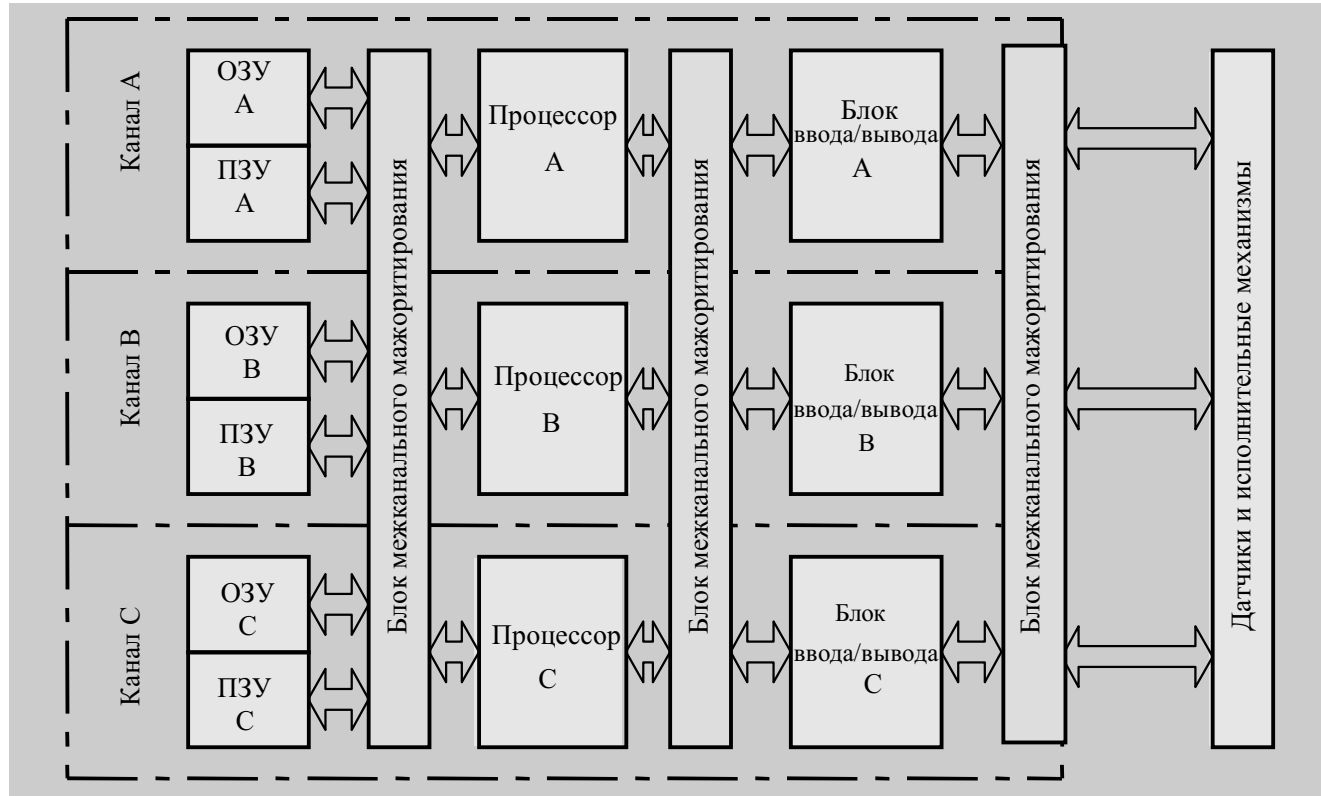 Канал А
ОЗУ
А
ПЗУ
А
Блок межканального мажоритирования
Процессор
А
Блок межканального мажоритирования
Блок
ввода/вывода
А
Блок межканального мажоритирования
Датчики и исполнительные механизмы
Канал В
ОЗУ
В
ПЗУ
В
Процессор
В
Блок
ввода/вывода
В
Канал С
ОЗУ
С
ПЗУ
С
Процессор
С
Блок
ввода/вывода
С